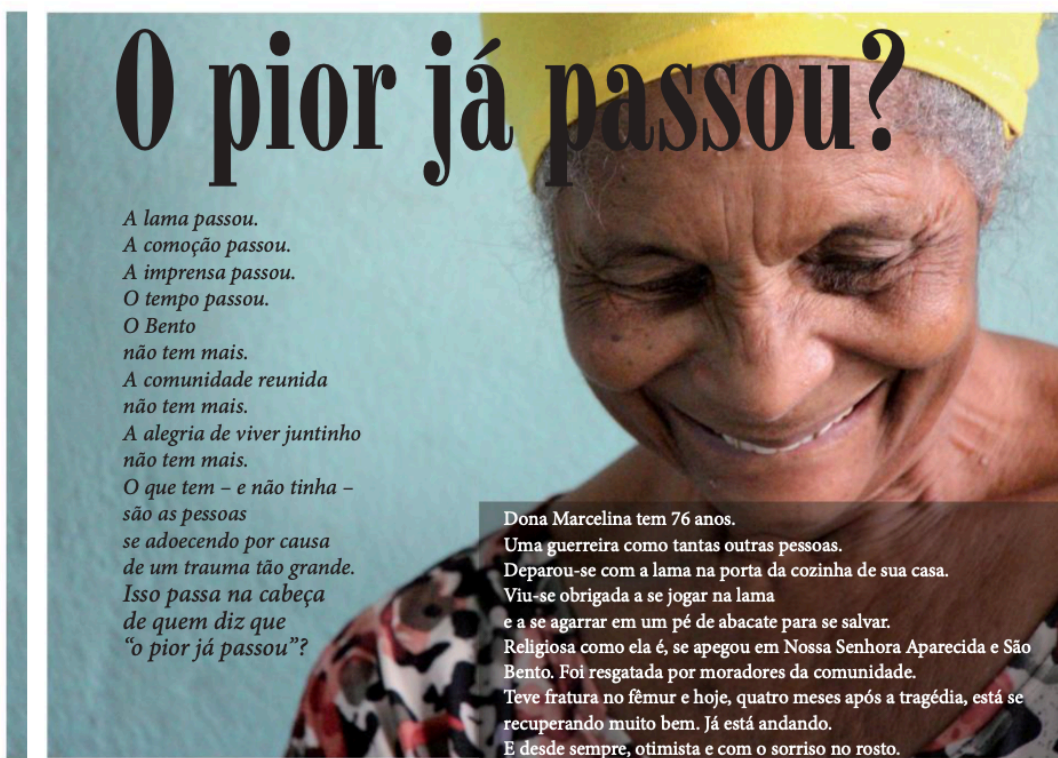 O pior já passou?
A lama passou.
A comoção passou.
A imprensa passou.
O tempo passou.
O Bento
não tem mais.
A comunidade reunida
não tem mais.
A alegria de viver juntinho
não tem mais.
O que tem – e não tinha –
são as pessoas
se adoecendo por causa
de um trauma tão grande.
Isso passa na cabeça
de quem diz que
“o pior já passou”?
Dona Marcelina tem 76 anos.
Uma guerreira como tantas outras pessoas.
Deparou-se com a lama na porta da cozinha de sua casa.
Viu-se obrigada a se jogar na lama
e a se agarrar em um pé de abacate para se salvar.
Religiosa como ela é, se apegou em Nossa Senhora Aparecida e São
Bento. Foi resgatada por moradores da comunidade.
Teve fratura no fêmur e hoje, quatro meses após a tragédia, está se
recuperando muito bem. Já está andando.
E desde sempre, otimista e com o sorriso no rosto.